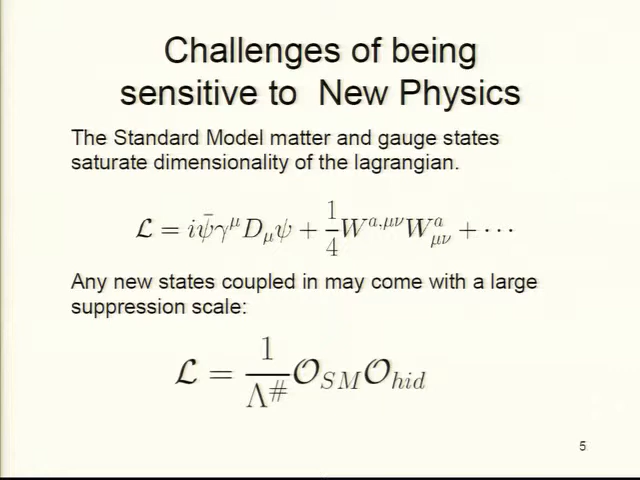 Challenges of being
sensitive to New Physics
The Standard Model matter and gauge states
saturate dimensionality of the lagrangian.
ℒ = iψ̄γ^μ D_μ ψ + 1/4 W^{a,μν} W^a_{μν} + ···
Any new states coupled in may come with a large
suppression scale:
ℒ = 1/Λ^# 𝒪_{SM} 𝒪_{hid}
5